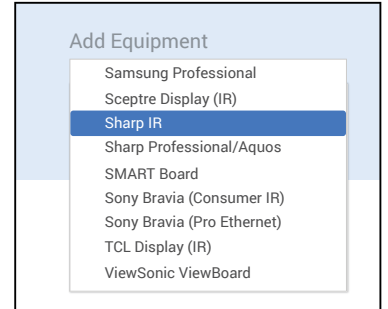 Add Equipment
Samsung Professional
Sceptre Display (IR)
Sharp IR
Sharp Professional/Aquos
SMART Board
Sony Bravia (Consumer IR)
Sony Bravia (Pro Ethernet)
TCL Display (IR)
ViewSonic ViewBoard